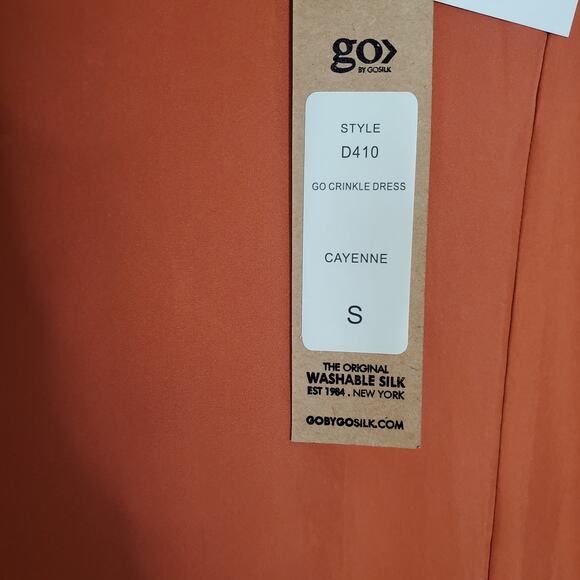 go>
BY GOSILK
STYLE
D410
GO CRINKLE DRESS
CAYENNE
S
THE ORIGINAL
WASHABLE SILK
EST 1984 . NEW YORK
GOBYGOSILK.COM